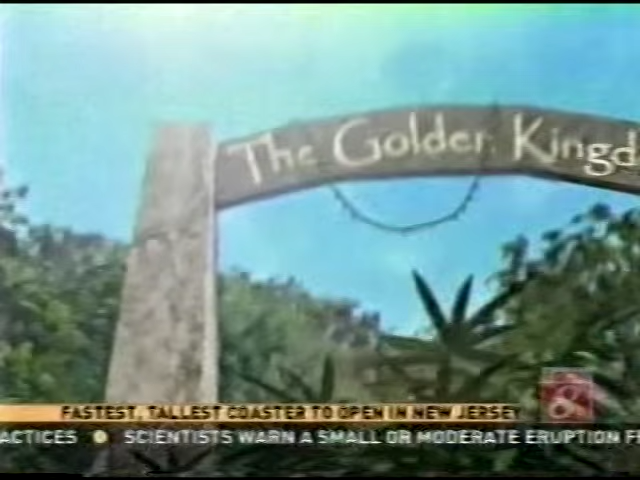 The Golden Kingd
FASTEST, TALLEST COASTER TO OPEN IN NEW JERSEY
8
ACTICES SCIENTISTS WARN A SMALL OR MODERATE ERUPTION F